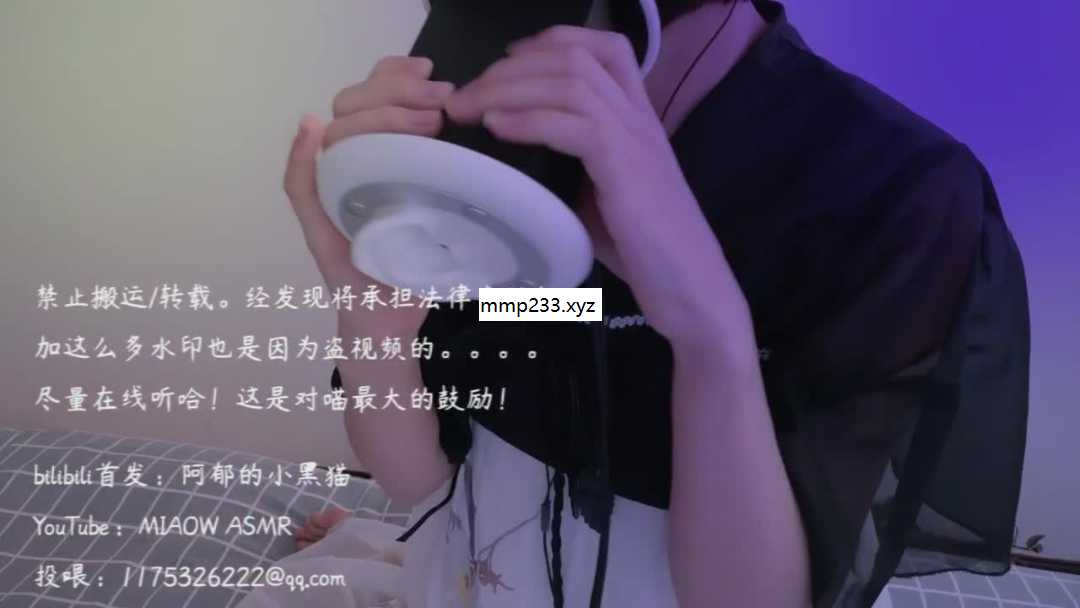 禁止搬运/转载。经发现将承担法律
mmp233.xyz
加这么多水印也是因为盗视频的。。。。
尽量在线听哈！这是对喵最大的鼓励！
bilibili首发：阿郁的小黑猫
YouTube：MIAOW ASMR
投喂：1175326222@qq.com